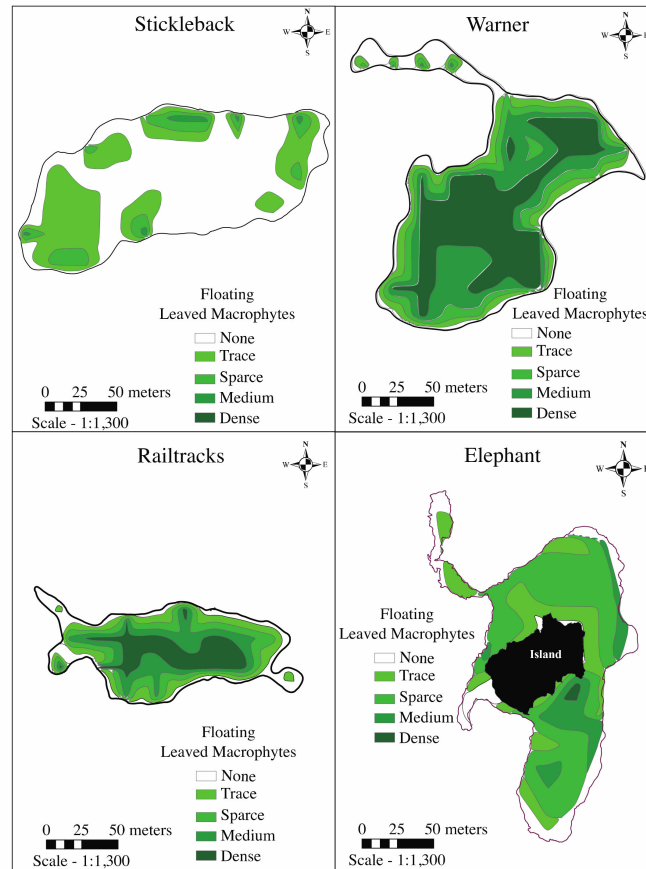 Stickleback
N
W E
S
Floating
Leaved Macrophytes
None
Trace
Sparce
Medium
Dense
0 25 50 meters
Scale - 1:1,300
Warner
N
W E
S
Floating
Leaved Macrophytes
None
Trace
Sparce
Medium
Dense
0 25 50 meters
Scale - 1:1,300
Railtracks
N
W E
S
Floating
Leaved Macrophytes
None
Trace
Sparce
Medium
Dense
0 25 50 meters
Scale - 1:1,300
Elephant
N
W E
S
Floating
Leaved Macrophytes
None
Trace
Sparce
Medium
Dense
Island
0 25 50 meters
Scale - 1:1,300